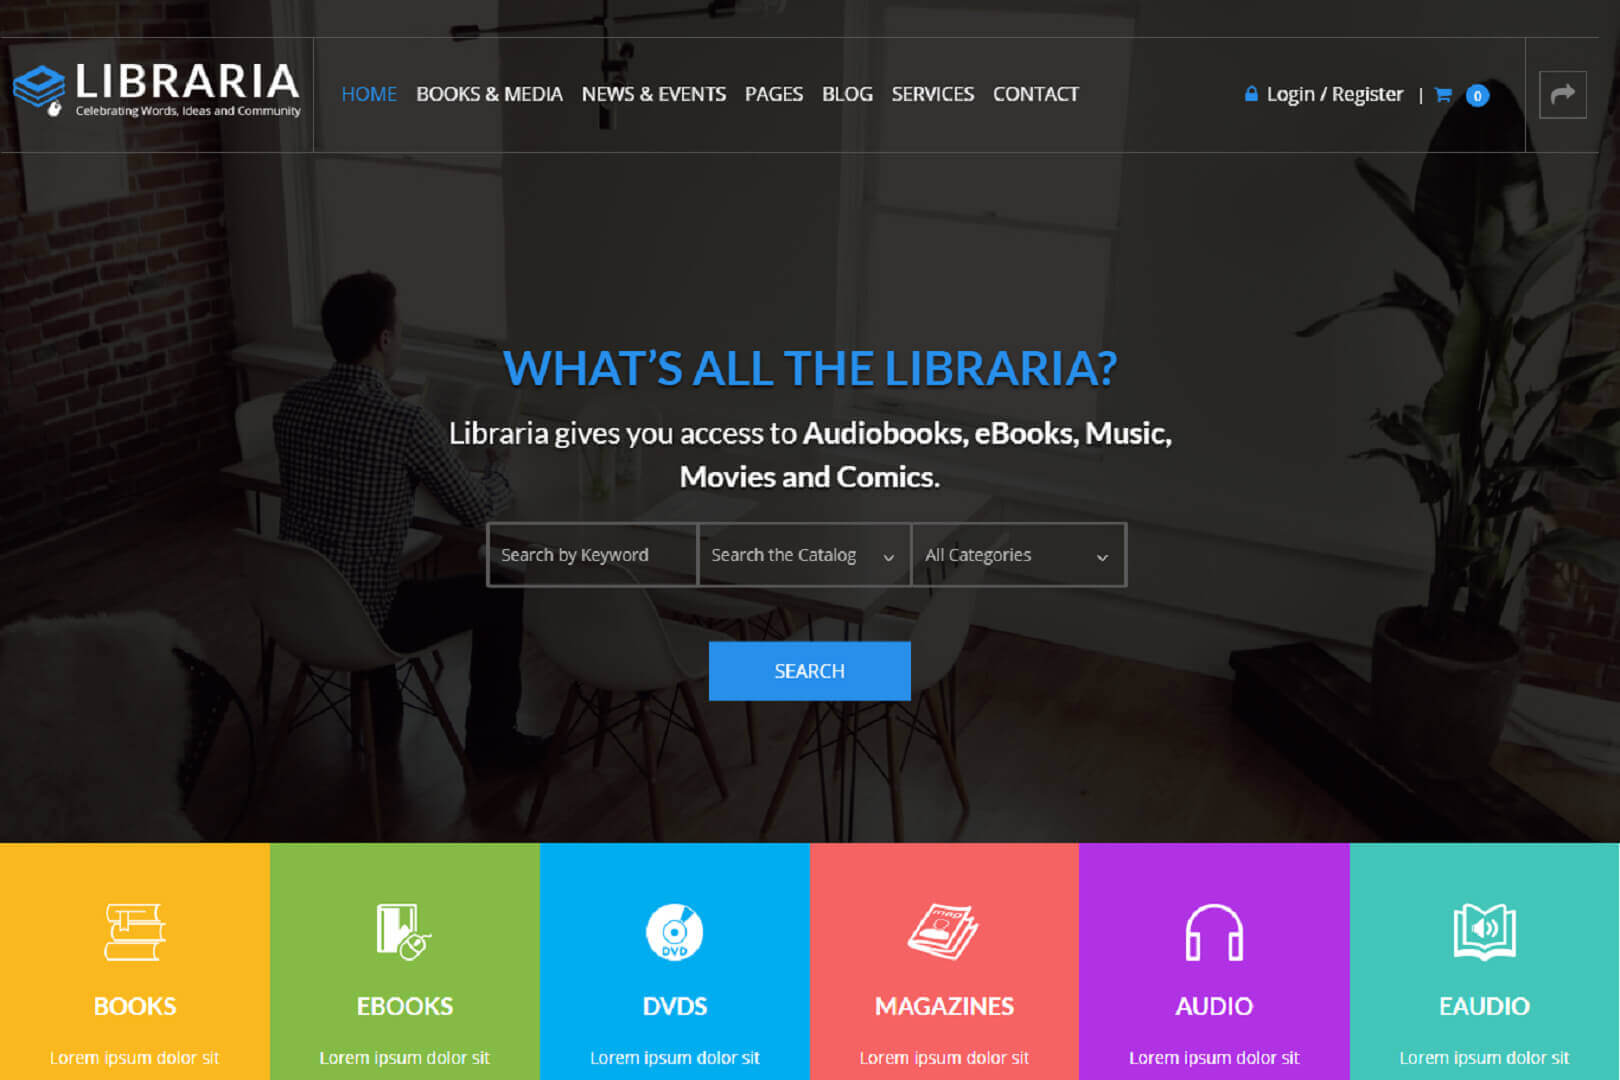 LIBRARIA
Celebrating Words, Ideas and Community
HOME BOOKS & MEDIA NEWS & EVENTS PAGES BLOG SERVICES CONTACT
Login / Register | 0
WHAT’S ALL THE LIBRARIA?
Libraria gives you access to Audiobooks, eBooks, Music,
Movies and Comics.
Search by Keyword Search the Catalog All Categories
SEARCH
DVD
map
BOOKS EBOOKS DVDS MAGAZINES AUDIO EAUDIO
Lorem ipsum dolor sit Lorem ipsum dolor sit Lorem ipsum dolor sit Lorem ipsum dolor sit Lorem ipsum dolor sit Lorem ipsum dolor sit